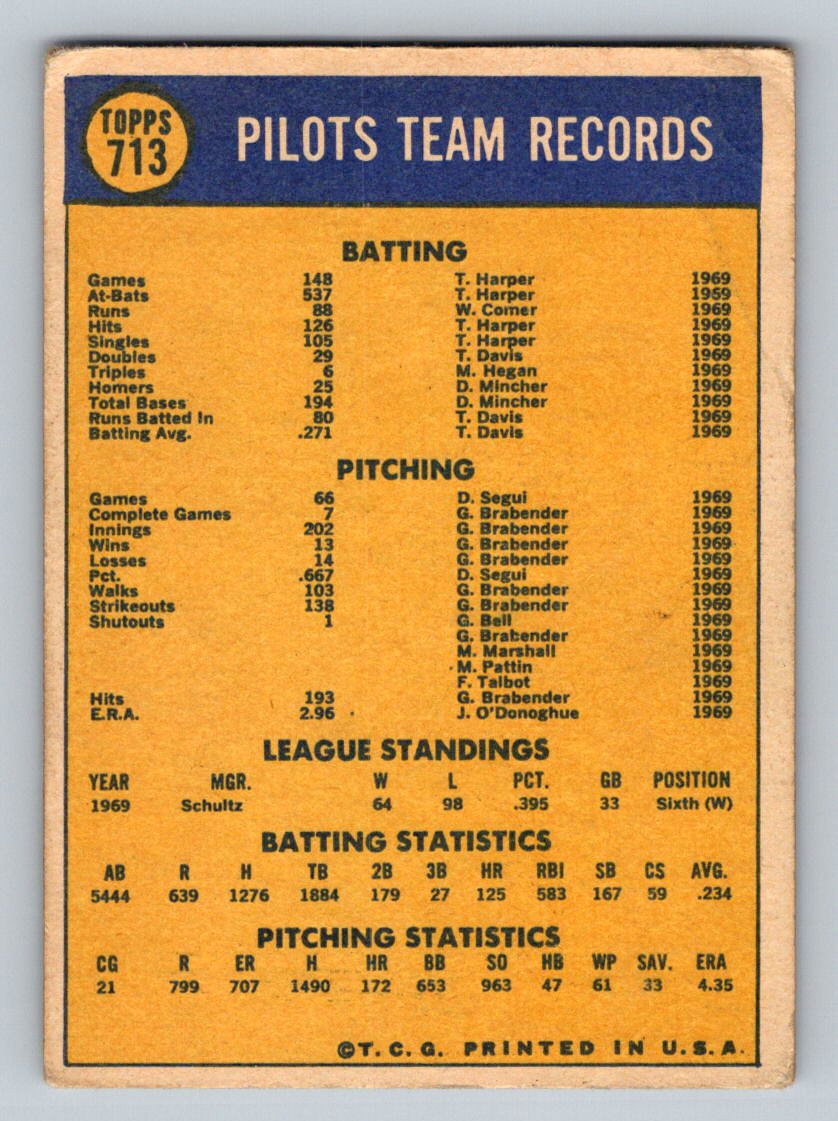 TOPPS
713
PILOTS TEAM RECORDS
BATTING
Games 148 T. Harper 1969
At-Bats 537 T. Harper 1959
Runs 88 W. Comer 1969
Hits 126 T. Harper 1969
Singles 105 T. Harper 1969
Doubles 29 T. Davis 1969
Triples 6 M. Hegan 1969
Homers 25 D. Mincher 1969
Total Bases 194 D. Mincher 1969
Runs Batted In 80 T. Davis 1969
Batting Avg. .271 T. Davis 1969
PITCHING
Games 66 D. Segui 1969
Complete Games 7 G. Brabender 1969
Innings 202 G. Brabender 1969
Wins 13 G. Brabender 1969
Losses 14 G. Brabender 1969
Pct. .667 D. Segui 1969
Walks 103 G. Brabender 1969
Strikeouts 138 G. Brabender 1969
Shutouts 1 G. Bell 1969
G. Brabender 1969
M. Marshall 1969
M. Pattin 1969
F. Talbot 1969
Hits 193 G. Brabender 1969
E.R.A. 2.96 J. O'Donoghue 1969
LEAGUE STANDINGS
YEAR MGR. W L PCT. GB POSITION
1969 Schultz 64 98 .395 33 Sixth (W)
BATTING STATISTICS
AB R H TB 2B 3B HR RBI SB CS AVG.
5444 639 1276 1884 179 27 125 583 167 59 .234
PITCHING STATISTICS
CG R ER H HR BB SO HB WP SAV. ERA
21 799 707 1490 172 653 963 47 61 33 4.35
©T. C. G. PRINTED IN U.S.A.